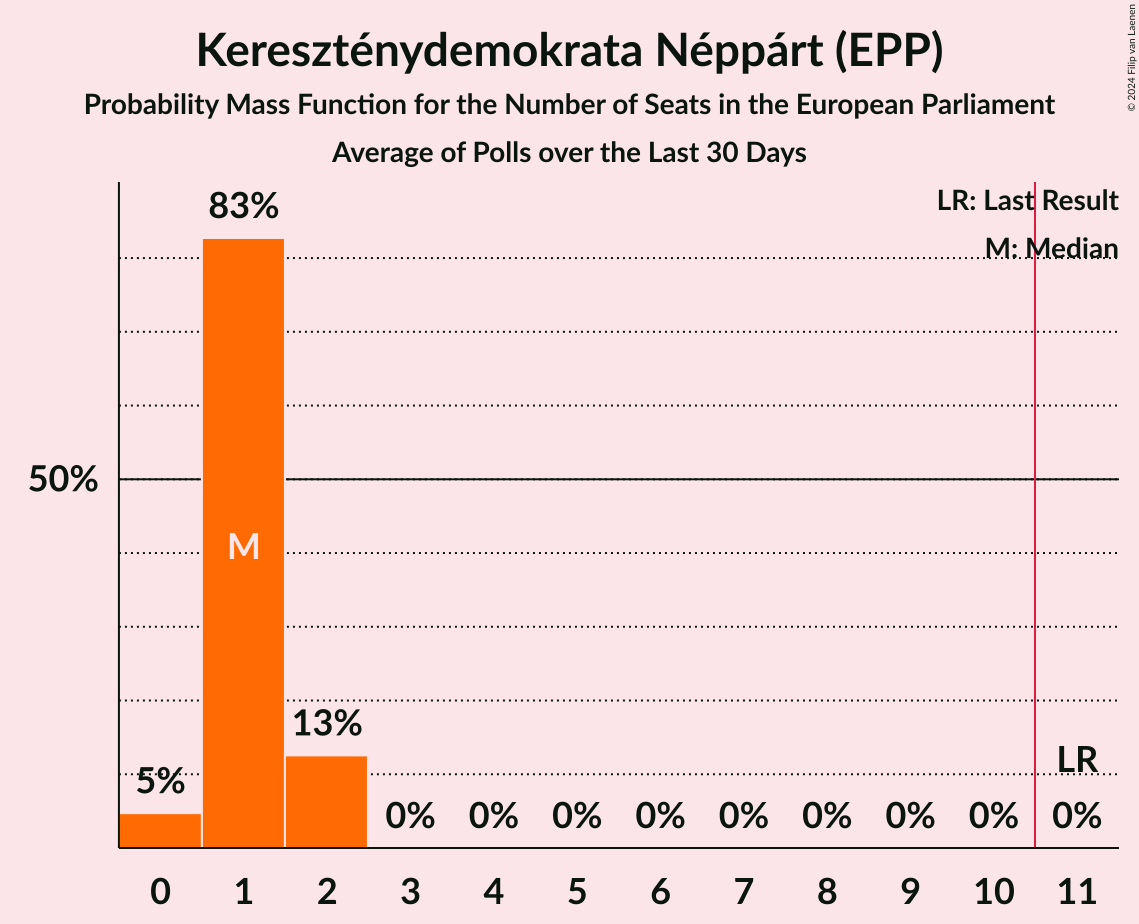 Kereszténydemokrata Néppárt (EPP)
Probability Mass Function for the Number of Seats in the European Parliament
Average of Polls over the Last 30 Days
© 2024 Filip van Laenen
LR: Last Result
M: Median
83%
50%
M
13%
5%
LR
0% 0% 0% 0% 0% 0% 0% 0% 0%
0 1 2 3 4 5 6 7 8 9 10 11